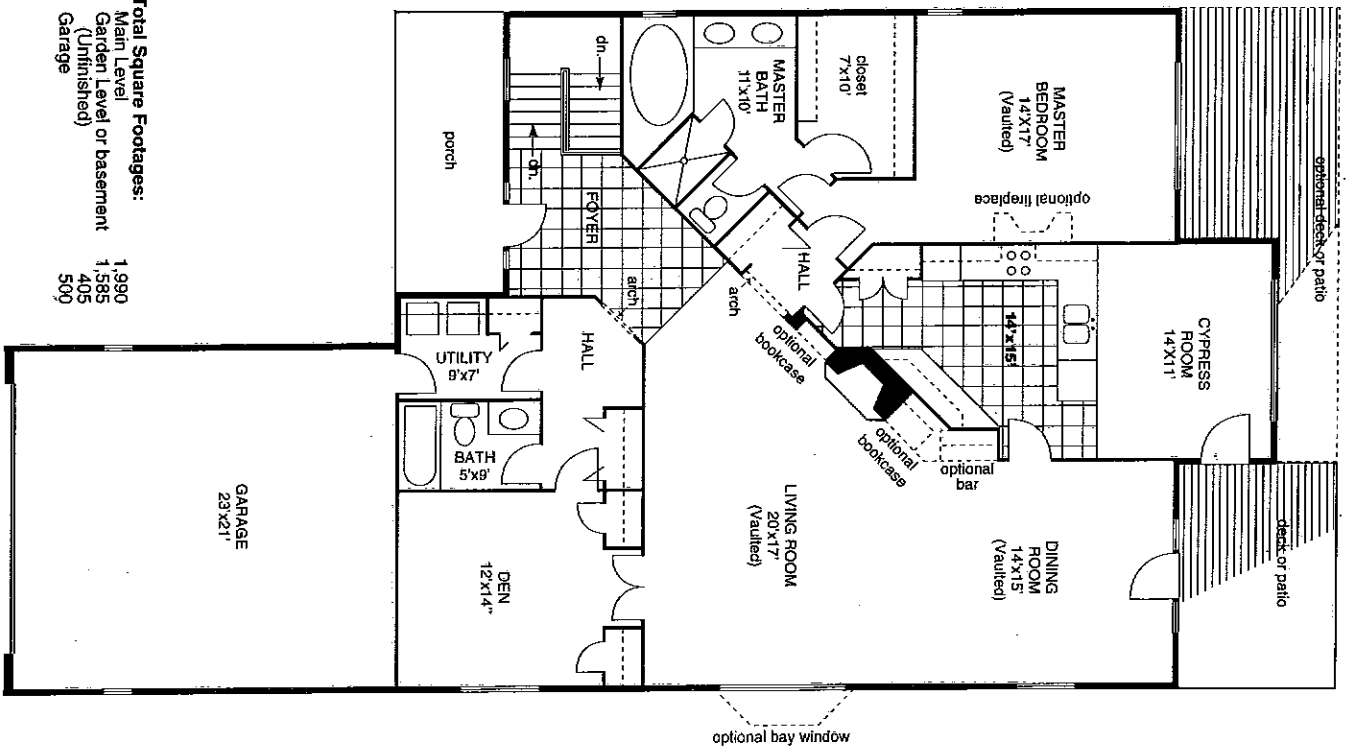 optional deck or patio
deck or patio
MASTER
BEDROOM
14'X17'
(Vaulted)
optional fireplace
closet
7'x10'
MASTER
BATH
11'x10'
CYPRESS
ROOM
14'X11'
14'x15'
HALL
arch
optional
bookcase
optional
bookcase
optional
bar
DINING
ROOM
14'x15'
(Vaulted)
LIVING ROOM
20'x17'
(Vaulted)
optional bay window
dn.
dn.
FOYER
arch
porch
HALL
UTILITY
9'x7'
BATH
5'x9'
DEN
12'x14"
GARAGE
23'x21'
Total Square Footages:
Main Level 1,990
Garden Level or basement 1,585
(Unfinished) 405
Garage 500